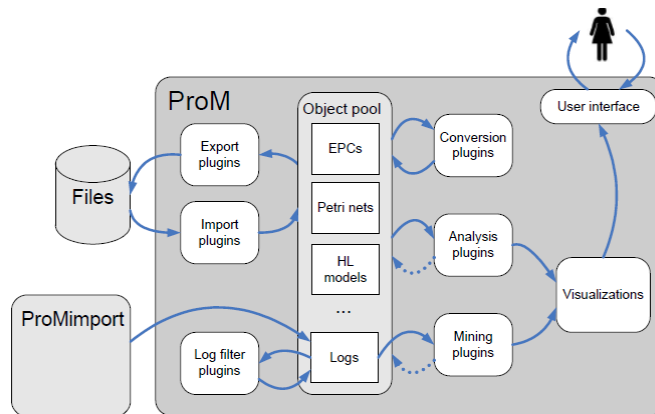 ProM
Object pool
User interface
Export
plugins
EPCs
Conversion
plugins
Files
Import
plugins
Petri nets
Analysis
plugins
HL
models
Visualizations
...
ProMimport
Log filter
plugins
Logs
Mining
plugins